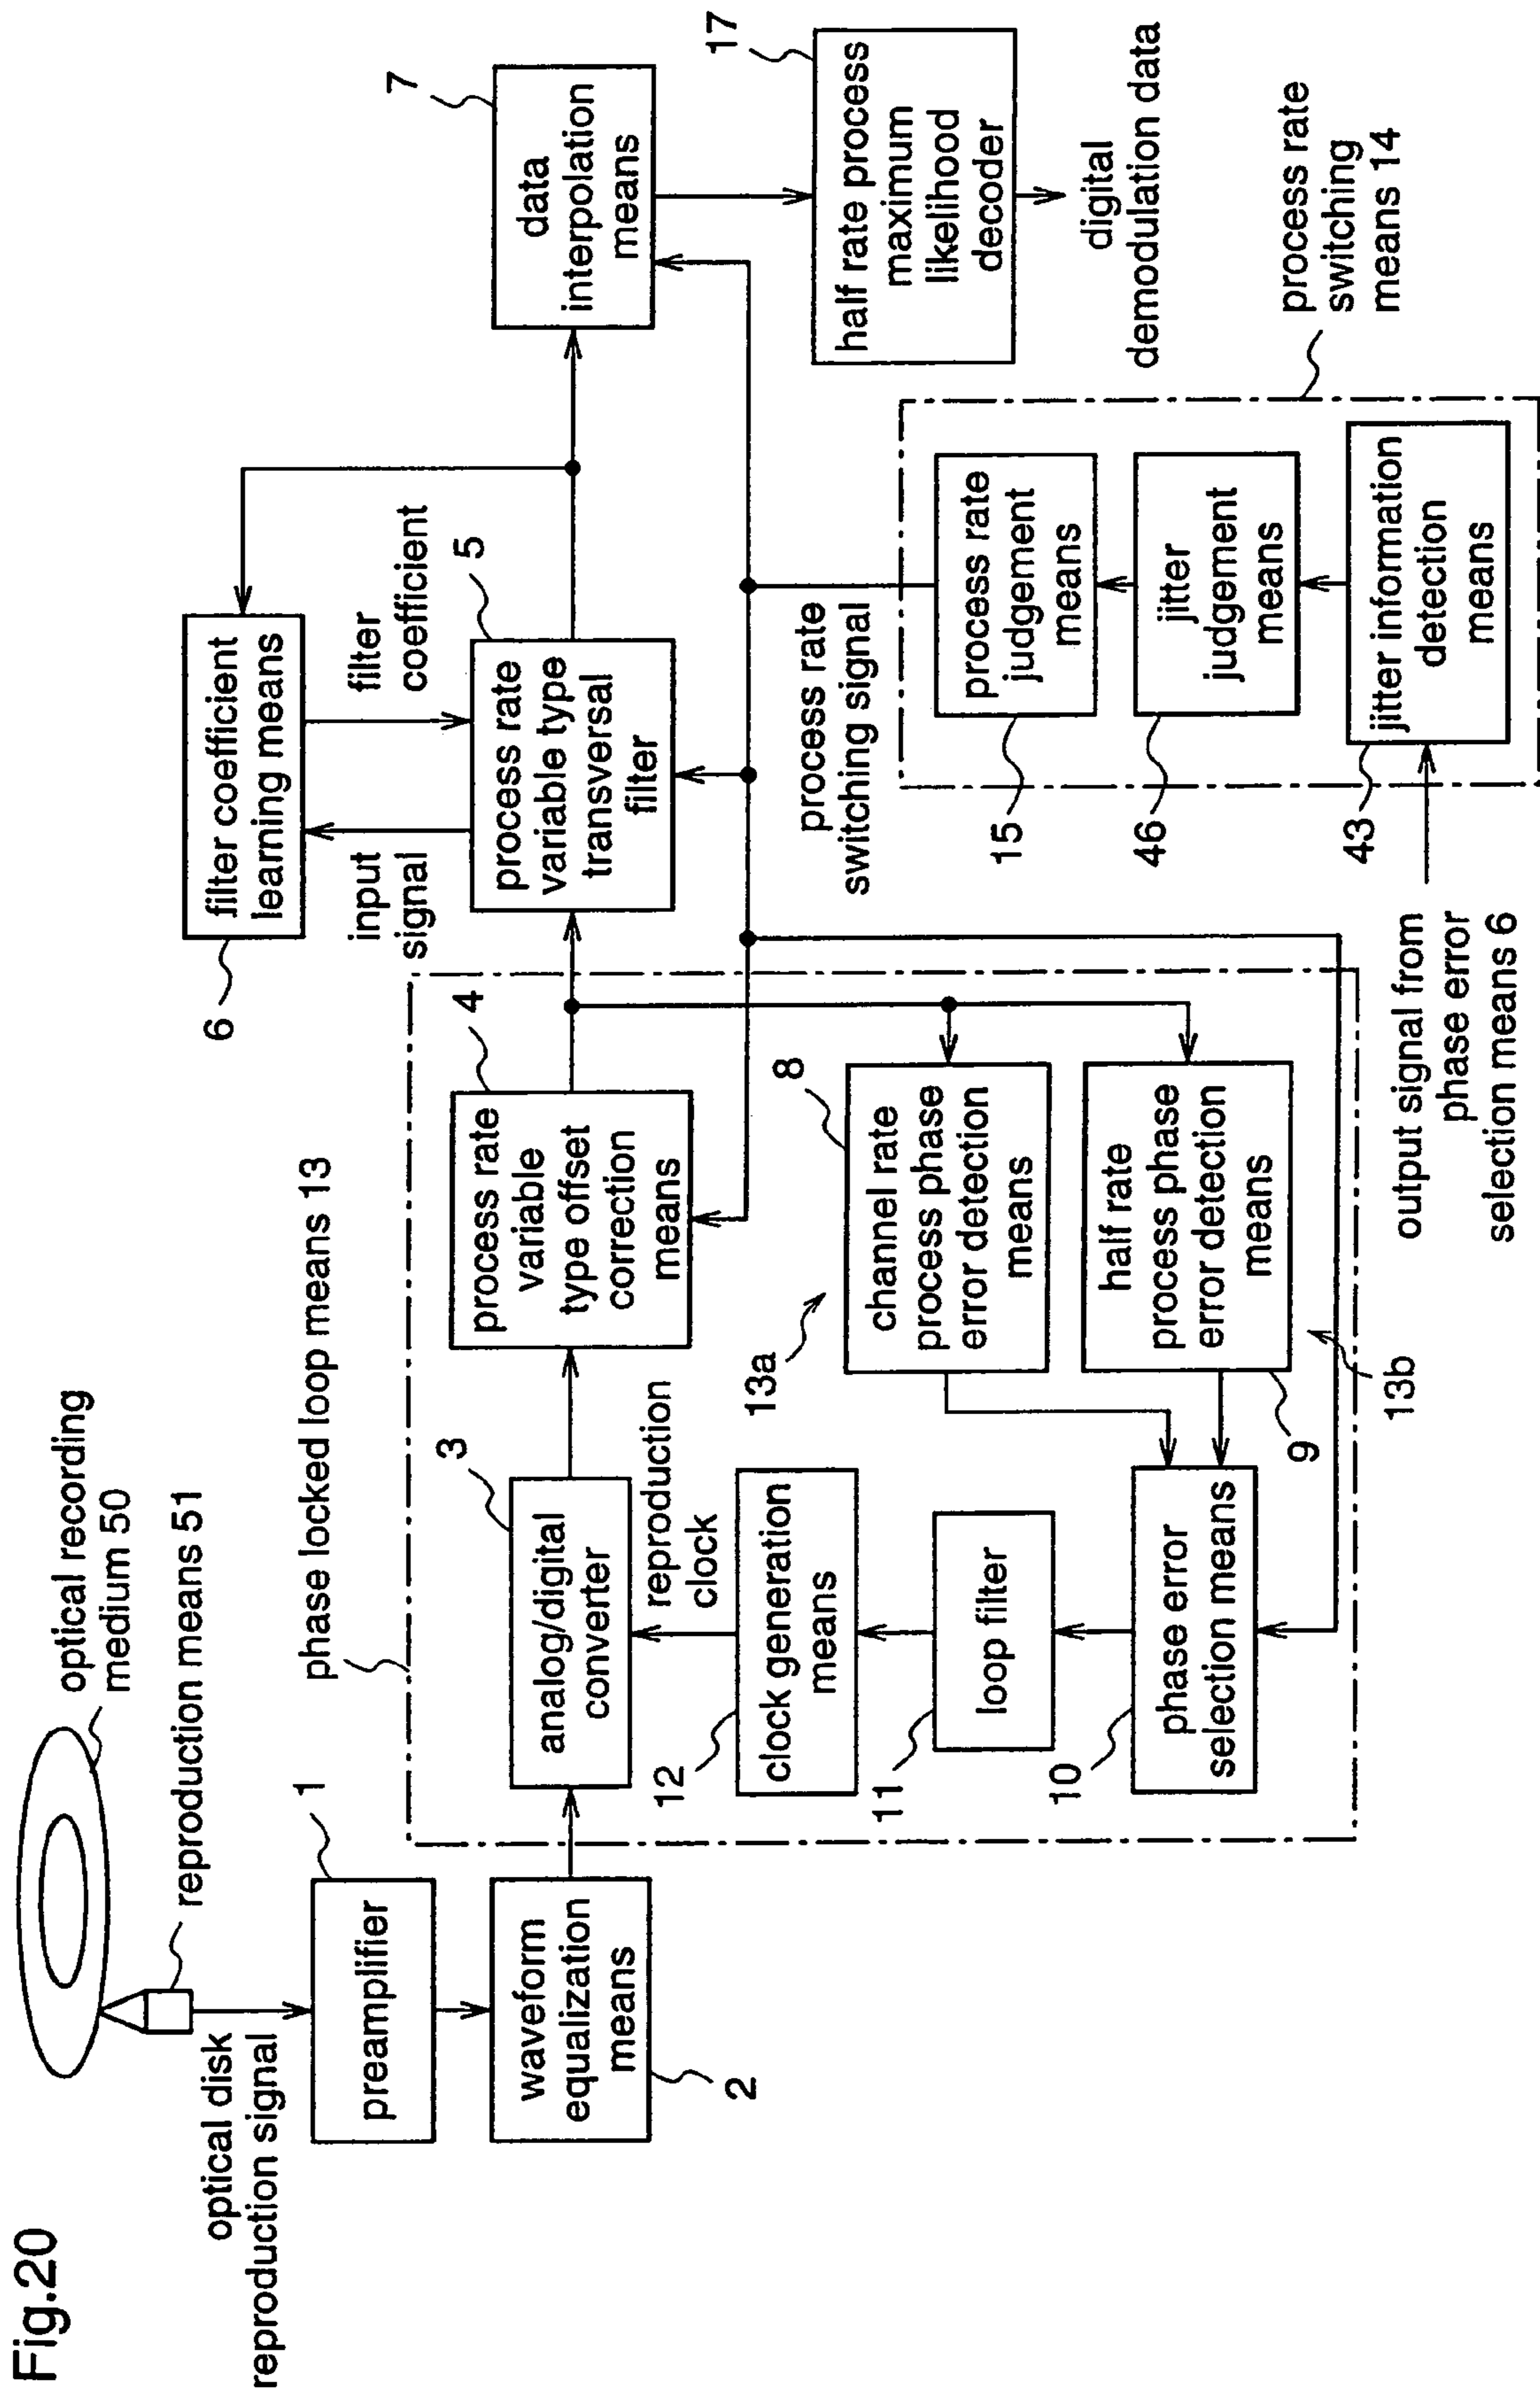 Fig.20
optical recording
medium 50
reproduction means 51
optical disk
reproduction signal
1
preamplifier
waveform
equalization
means
2
phase locked loop means 13
3
analog/digital
converter
reproduction
clock
4
process rate
variable
type offset
correction
means
12
clock generation
means
11
loop filter
10
phase error
selection means
13a
8
channel rate
process phase
error detection
means
half rate
process phase
error detection
means
9
13b
6
filter coefficient
learning means
input
signal
filter
coefficient
5
process rate
variable type
transversal
filter
7
data
interpolation
means
17
half rate process
maximum
likelihood
decoder
digital
demodulation data
process rate
switching signal
process rate
switching
means 14
15
process rate
judgement
means
46
jitter
judgement
means
43
jitter information
detection
means
output signal from
phase error
selection means 6